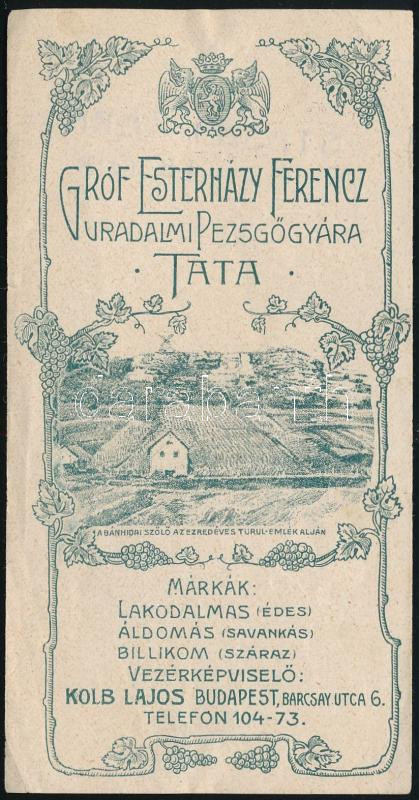 GRÓF ESTERHÁZY FERENCZ
URADALMI PEZSGŐGYÁRA
· TATA ·
darabanth
A BÁNHIDAI SZŐLŐ AZ EZREDÉVES TURUL-EMLÉK ALJÁN
MÁRKÁK:
LAKODALMAS (ÉDES)
ÁLDOMÁS (SAVANKÁS)
BILLIKOM (SZÁRAZ)
VEZÉRKÉPVISELŐ:
KOLB LAJOS BUDAPEST, BARCSAY UTCA 6.
TELEFON 104-73.